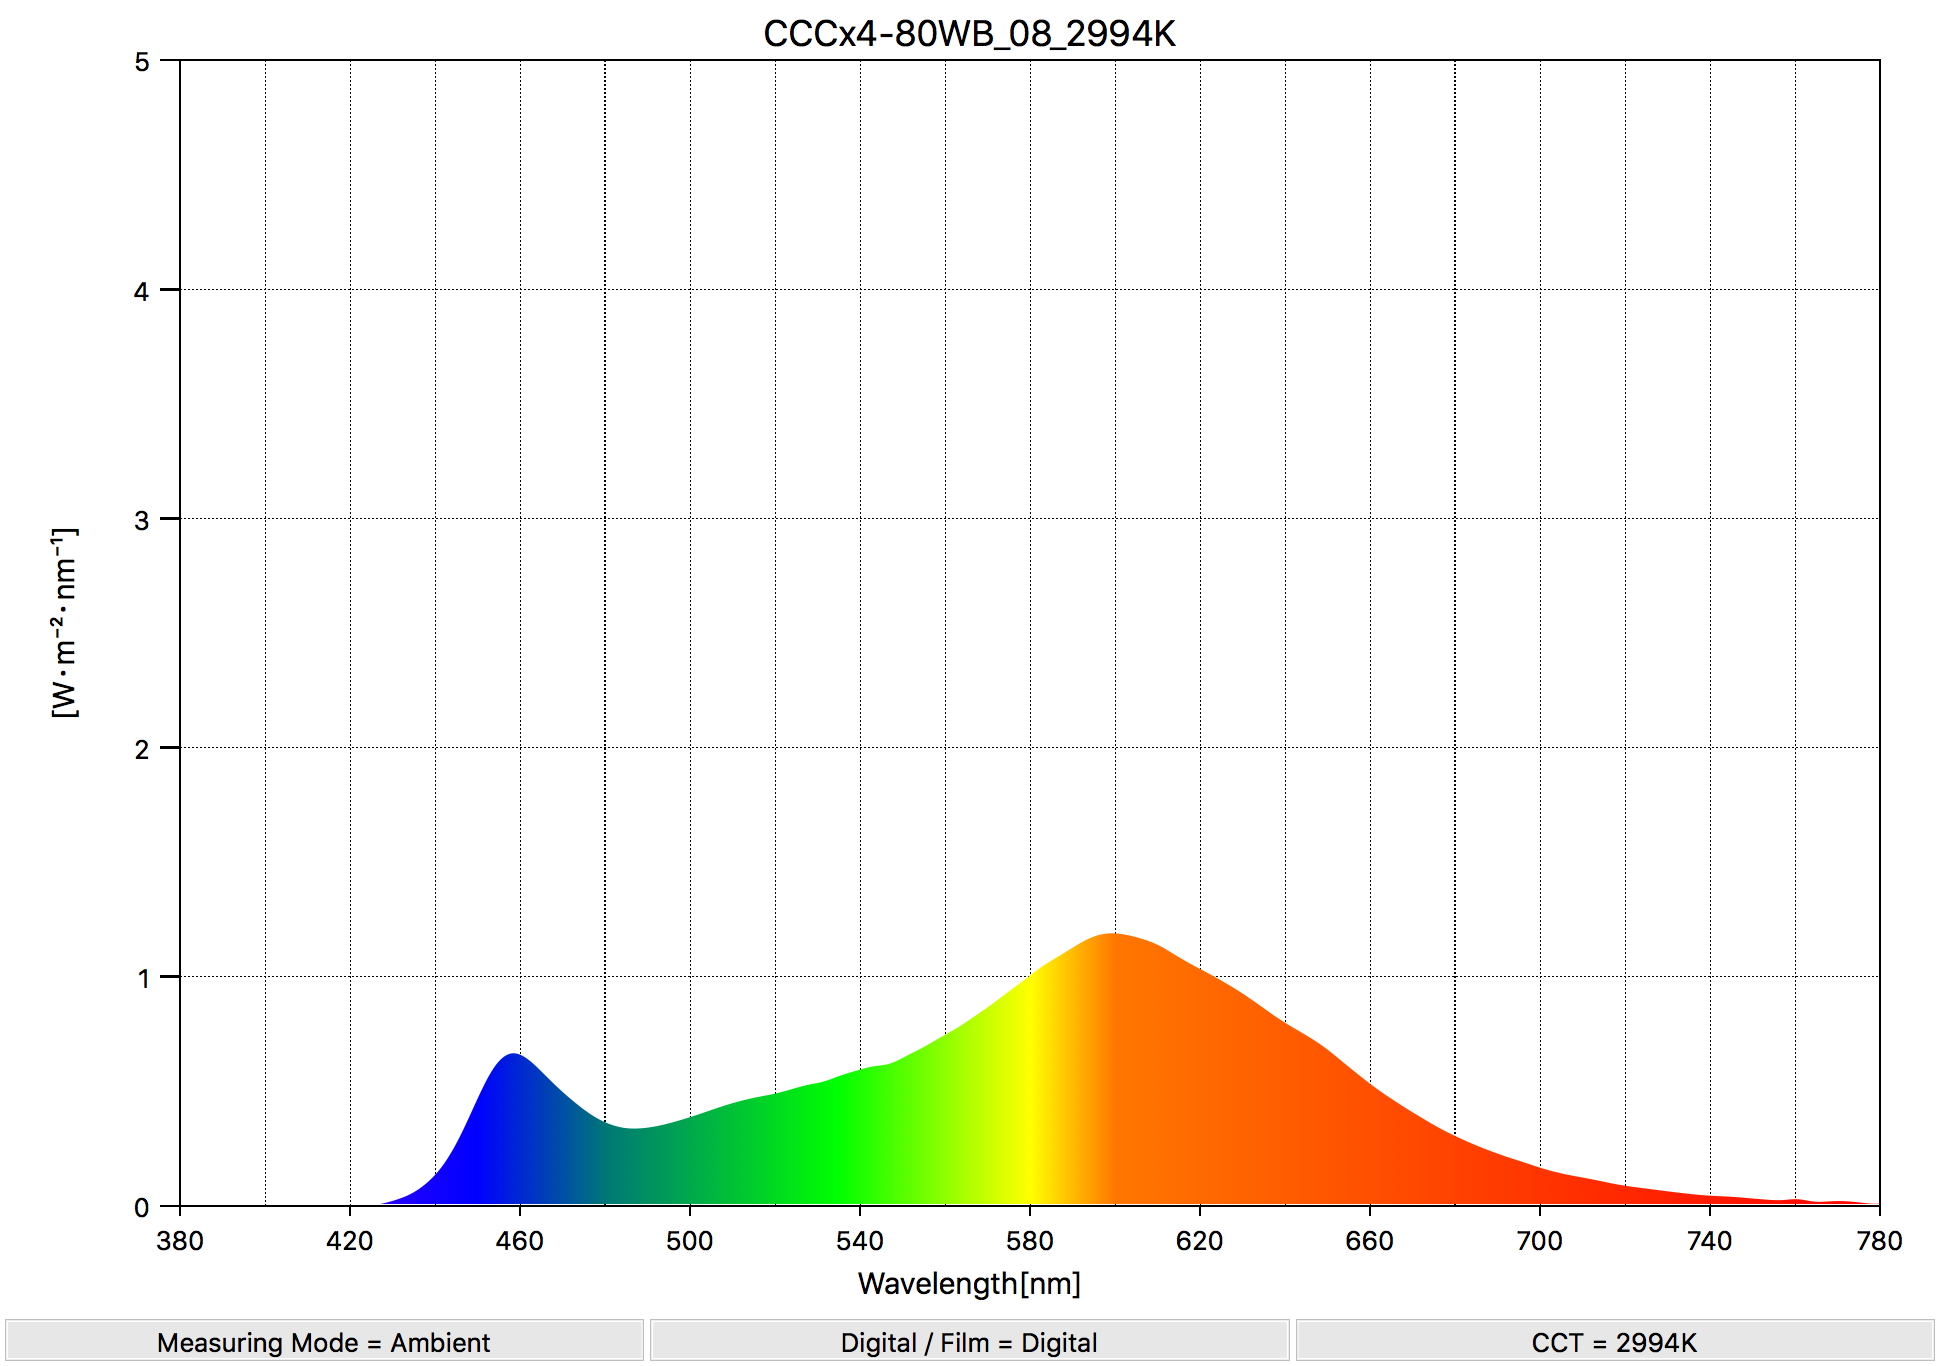 CCCx4-80WB_08_2994K
5
4
3
2
1
0
[W・m⁻²・nm⁻¹]
380 420 460 500 540 580 620 660 700 740 780
Wavelength[nm]
Measuring Mode = Ambient
Digital / Film = Digital
CCT = 2994K